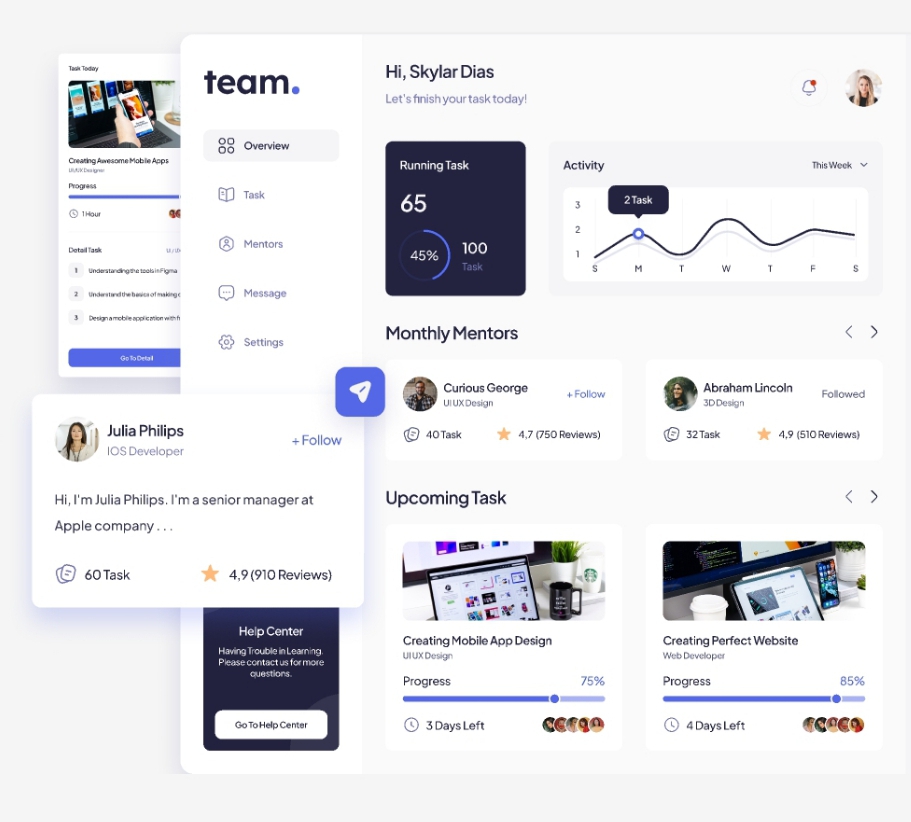 Task Today
Creating Awesome Mobile Apps
UI UX Designer
Progress
1 Hour
Detail Task
UI / UX
1 Understanding the tools in Figma
2 Understand the basics of making
3 Design a mobile application with
Go To Detail
team.
Overview
Task
Mentors
Message
Settings
Julia Philips
IOS Developer
+ Follow
Hi, I'm Julia Philips. I'm a senior manager at
Apple company . . .
60 Task
4,9 (910 Reviews)
Help Center
Having Trouble in Learning.
Please contact us for more
questions.
Go To Help Center
Hi, Skylar Dias
Let's finish your task today!
Running Task
65
45%
100
Task
Activity
This Week
3
2
1
2 Task
S M T W T F S
Monthly Mentors
Curious George
UI UX Design
+ Follow
40 Task
4,7 (750 Reviews)
Abraham Lincoln
3D Design
Followed
32 Task
4,9 (510 Reviews)
Upcoming Task
Creating Mobile App Design
UI UX Design
Progress 75%
3 Days Left
Creating Perfect Website
Web Developer
Progress 85%
4 Days Left